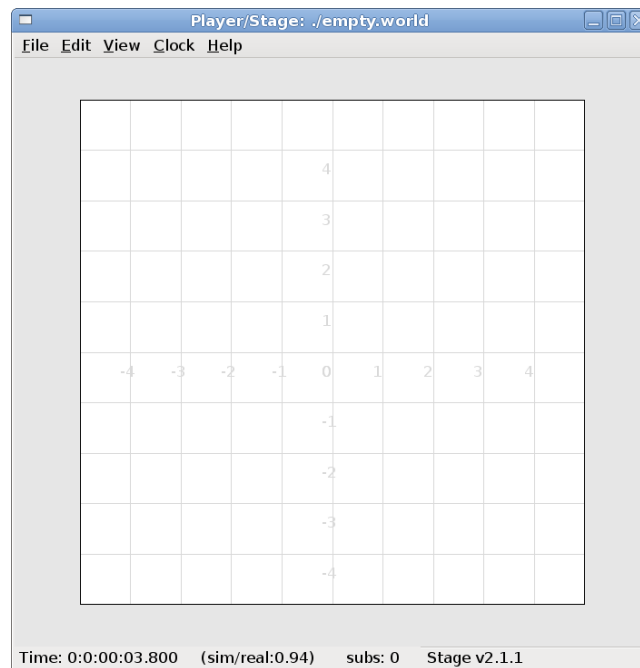 Player/Stage: ./empty.world
File Edit View Clock Help
4
3
2
1
-4 -3 -2 -1 0 1 2 3 4
-1
-2
-3
-4
Time: 0:0:00:03.800 (sim/real:0.94) subs: 0 Stage v2.1.1